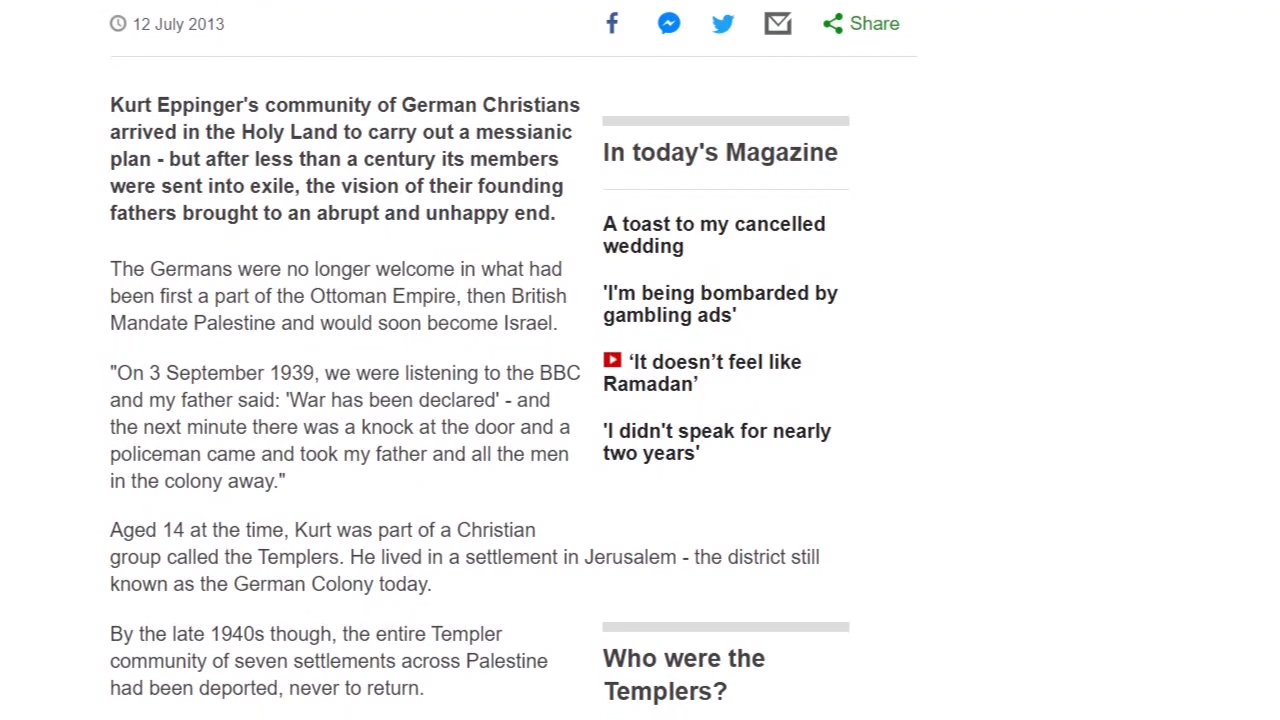 12 July 2013
Share
Kurt Eppinger's community of German Christians
arrived in the Holy Land to carry out a messianic
plan - but after less than a century its members
were sent into exile, the vision of their founding
fathers brought to an abrupt and unhappy end.
The Germans were no longer welcome in what had
been first a part of the Ottoman Empire, then British
Mandate Palestine and would soon become Israel.
"On 3 September 1939, we were listening to the BBC
and my father said: 'War has been declared' - and
the next minute there was a knock at the door and a
policeman came and took my father and all the men
in the colony away."
Aged 14 at the time, Kurt was part of a Christian
group called the Templers. He lived in a settlement in Jerusalem - the district still
known as the German Colony today.
By the late 1940s though, the entire Templer
community of seven settlements across Palestine
had been deported, never to return.
In today's Magazine
A toast to my cancelled
wedding
'I'm being bombarded by
gambling ads'
‘It doesn’t feel like
Ramadan’
'I didn't speak for nearly
two years'
Who were the
Templers?